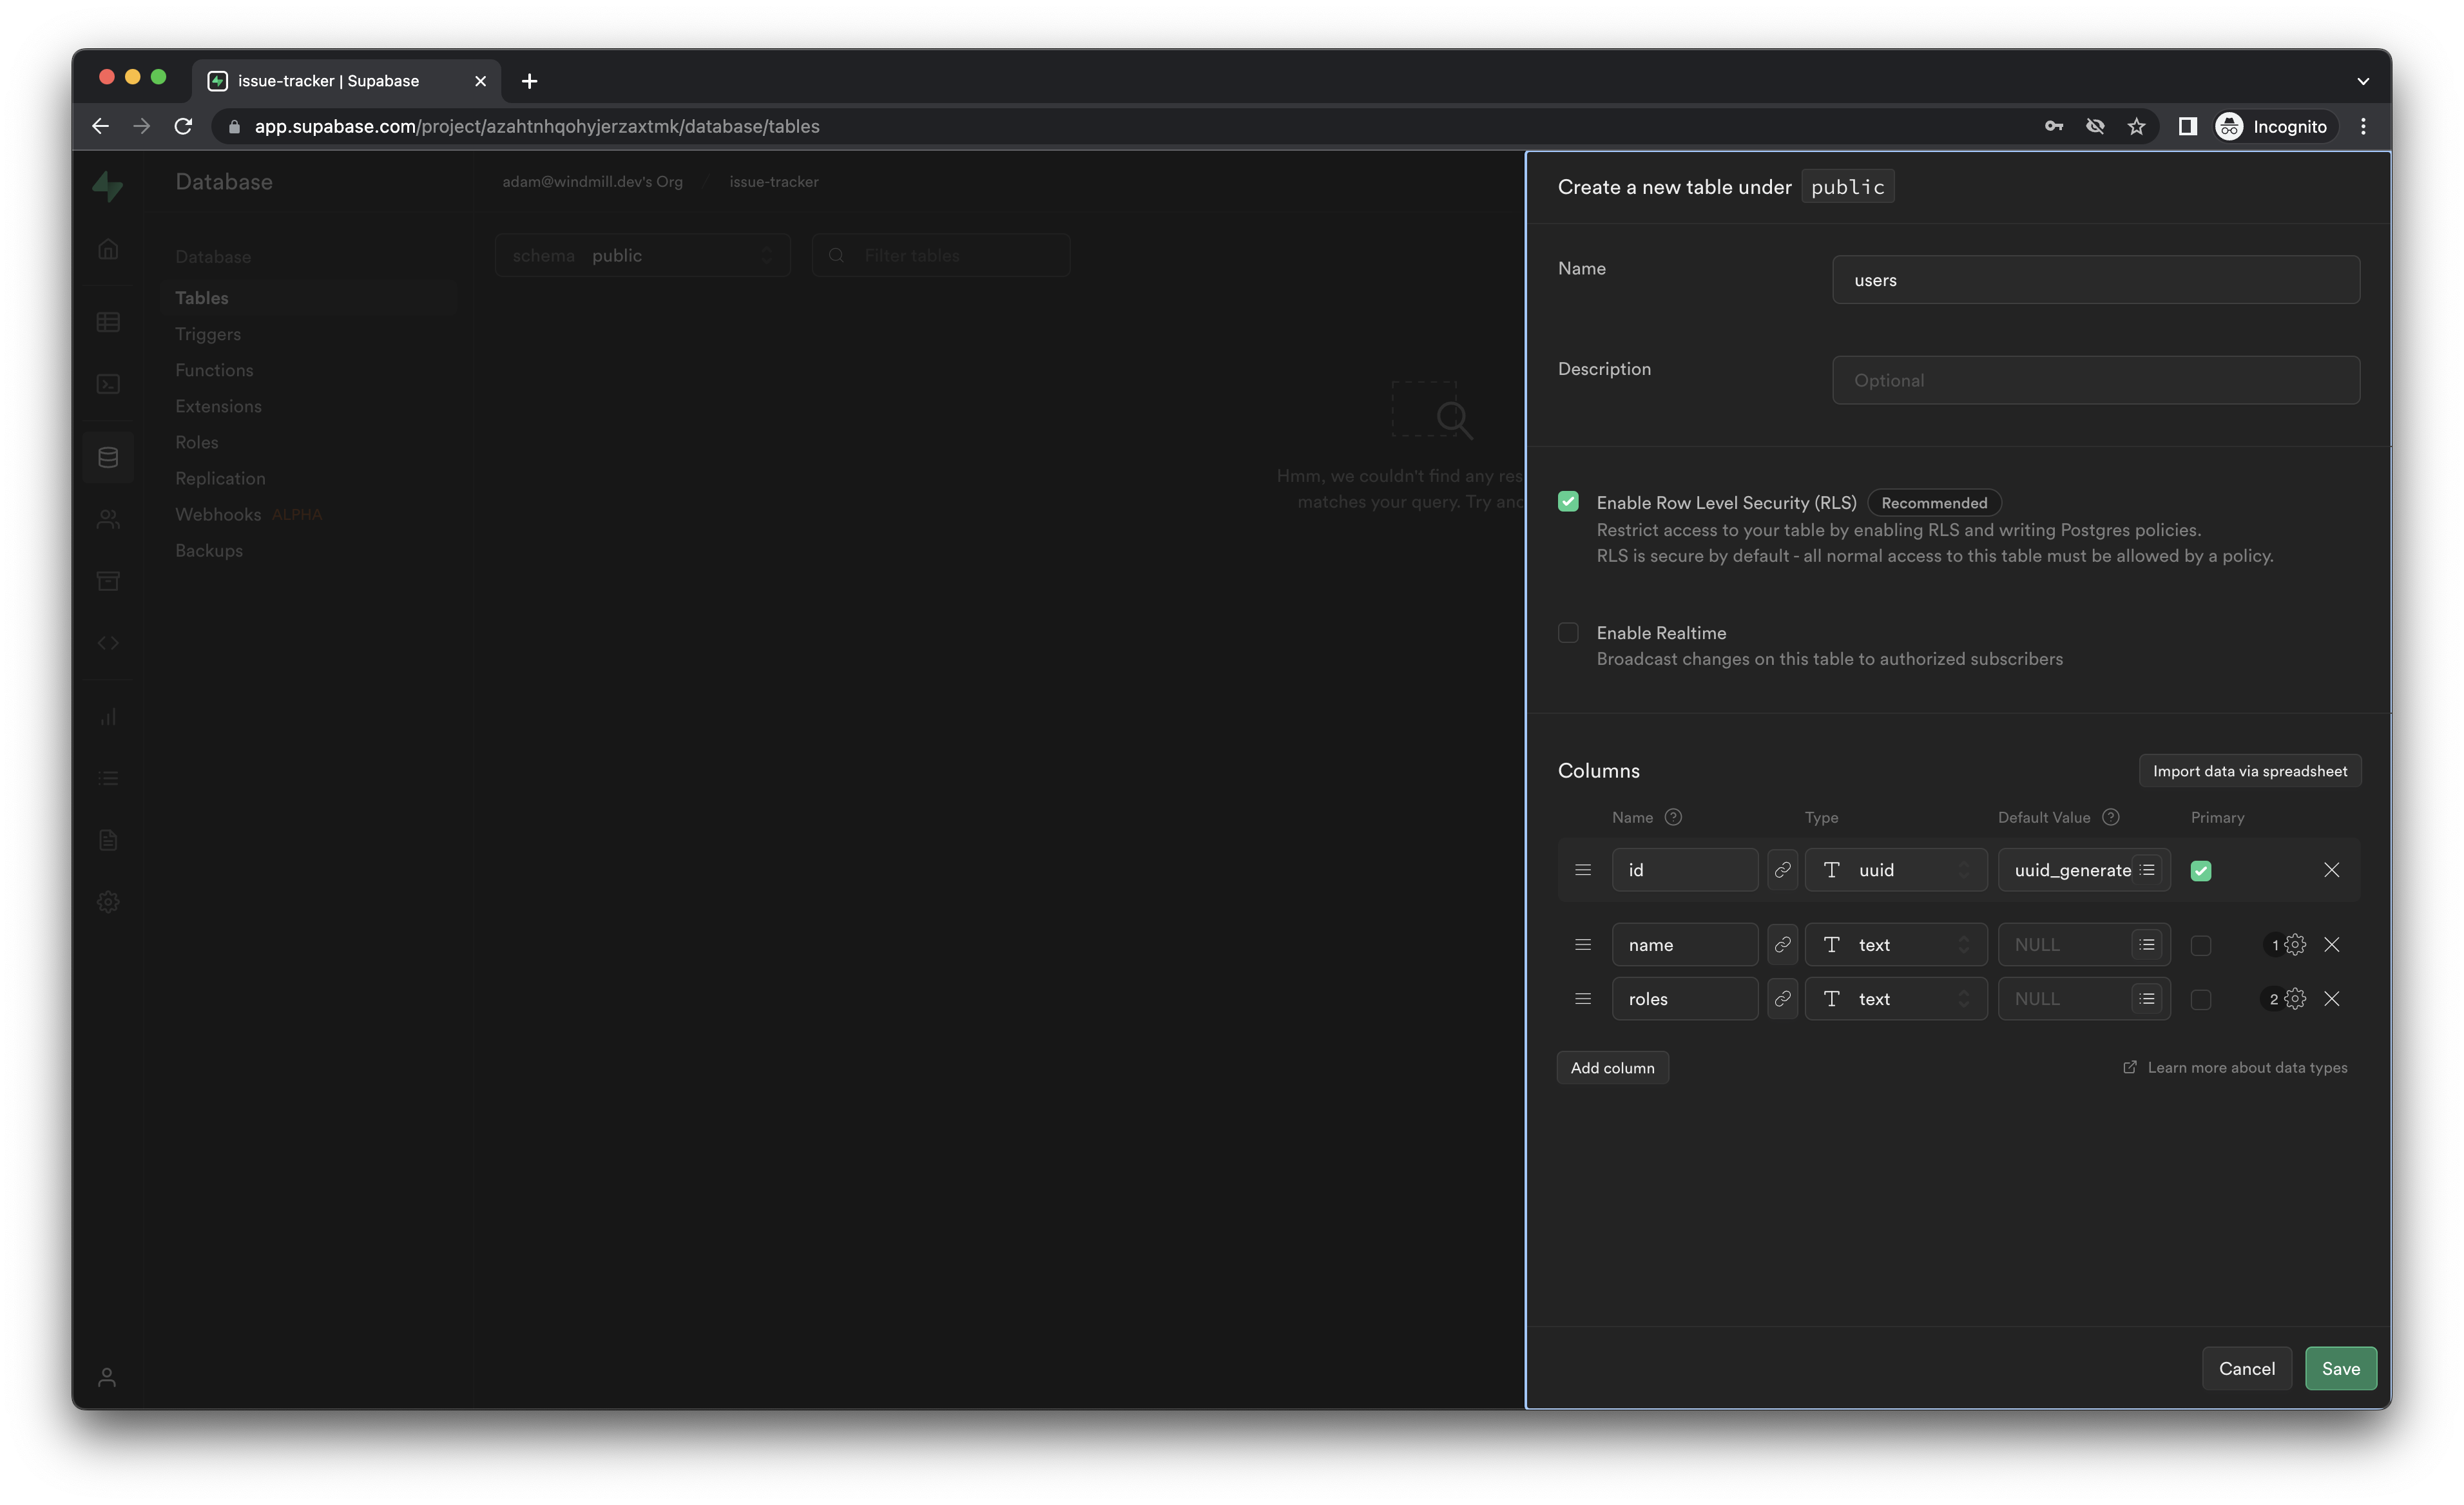 issue-tracker | Supabase
app.supabase.com/project/azahtnhqohyjerzaxtmk/database/tables
Incognito
Database
adam@windmill.dev's Org / issue-tracker
Database
Tables
Triggers
Functions
Extensions
Roles
Replication
Webhooks ALPHA
Backups
schema public
Filter tables
Hmm, we couldn't find any res
matches your query. Try ano
Create a new table under public
Name
users
Description
Optional
Enable Row Level Security (RLS) Recommended
Restrict access to your table by enabling RLS and writing Postgres policies.
RLS is secure by default - all normal access to this table must be allowed by a policy.
Enable Realtime
Broadcast changes on this table to authorized subscribers
Columns
Import data via spreadsheet
Name Type Default Value Primary
id uuid uuid_generate
name text NULL 1
roles text NULL 2
Add column
Learn more about data types
Cancel
Save